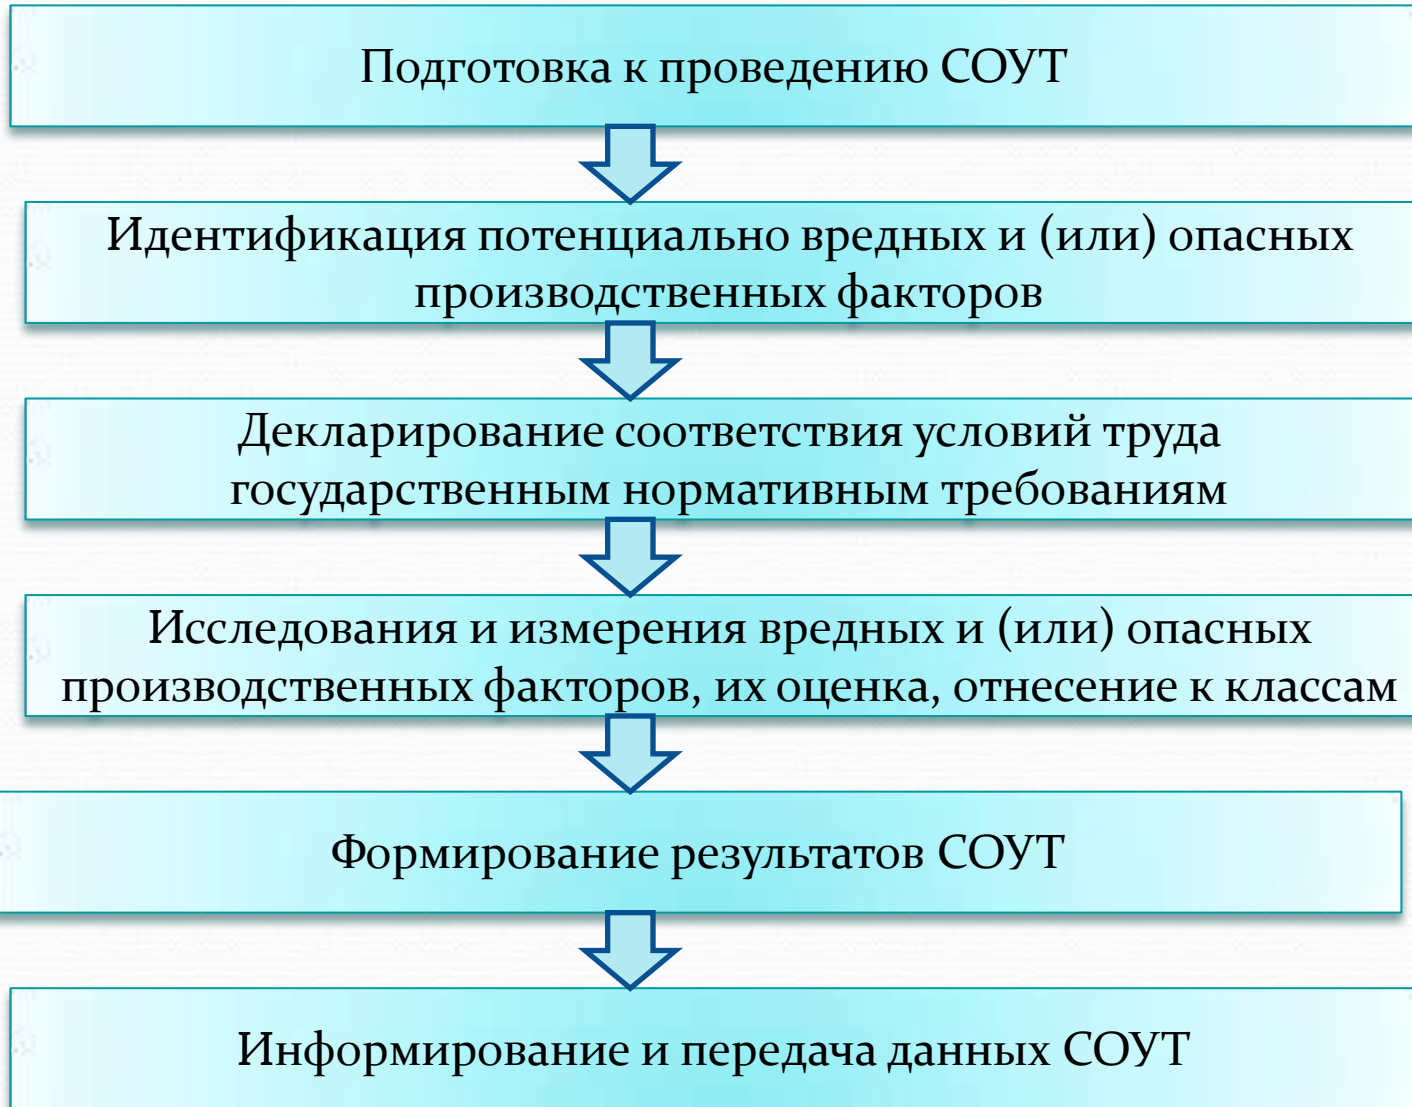 Подготовка к проведению СОУТ
Идентификация потенциально вредных и (или) опасных
производственных факторов
Декларирование соответствия условий труда
государственным нормативным требованиям
Исследования и измерения вредных и (или) опасных
производственных факторов, их оценка, отнесение к классам
Формирование результатов СОУТ
Информирование и передача данных СОУТ